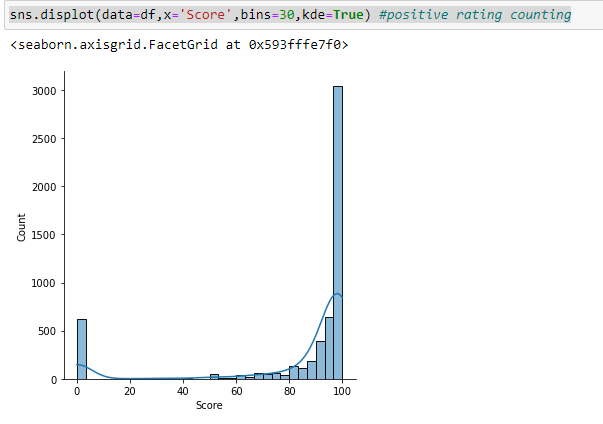 sns.displot(data=df,x='Score',bins=30,kde=True) #positive rating counting
<seaborn.axisgrid.FacetGrid at 0x593fffe7f0>
3000
2500
2000
1500
1000
500
0
Count
0 20 40 60 80 100
Score